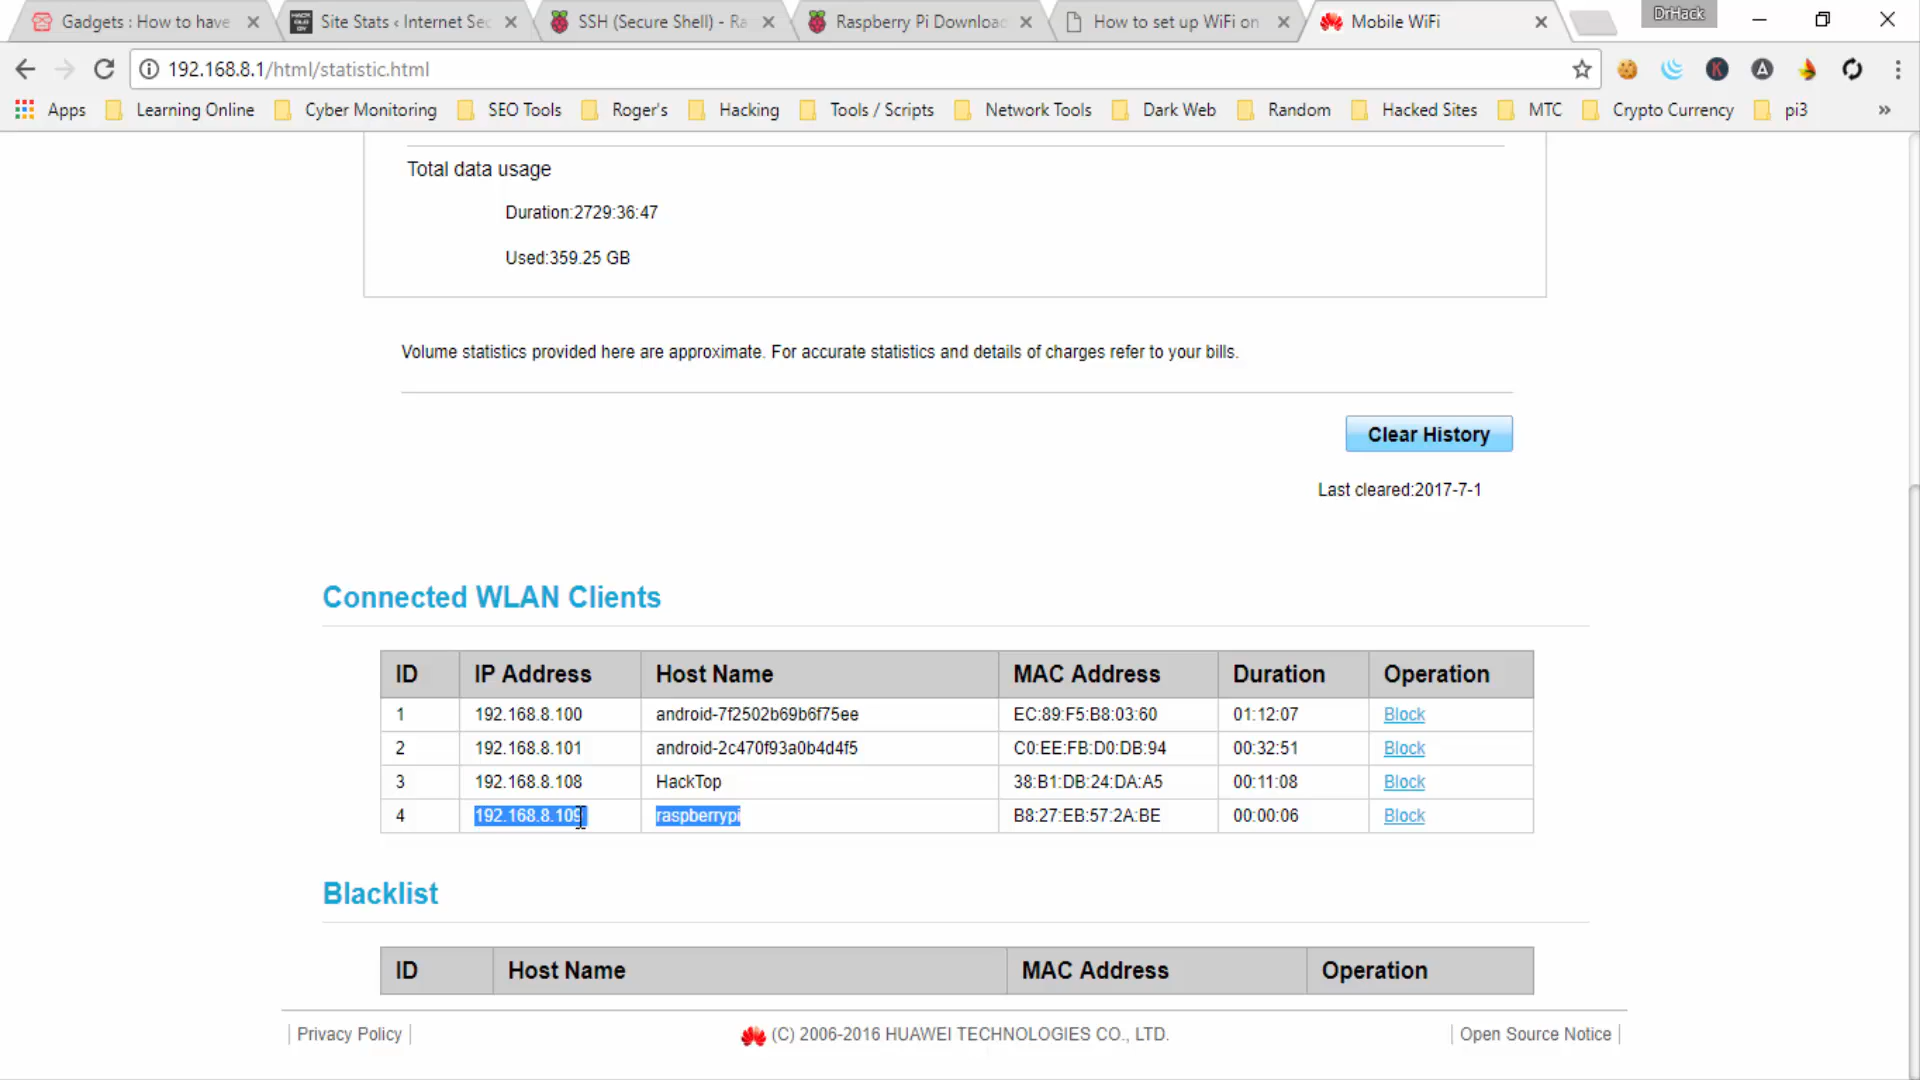 Gadgets : How to have
Site Stats ‹ Internet Sec
SSH (Secure Shell) - Ra
Raspberry Pi Downloac
How to set up WiFi on
Mobile WiFi
DrHack
192.168.8.1/html/statistic.html
Apps
Learning Online
Cyber Monitoring
SEO Tools
Roger's
Hacking
Tools / Scripts
Network Tools
Dark Web
Random
Hacked Sites
MTC
Crypto Currency
pi3
»
Total data usage
Duration:2729:36:47
Used:359.25 GB
Volume statistics provided here are approximate. For accurate statistics and details of charges refer to your bills.
Clear History
Last cleared:2017-7-1
Connected WLAN Clients
ID IP Address Host Name MAC Address Duration Operation
1 192.168.8.100 android-7f2502b69b6f75ee EC:89:F5:B8:03:60 01:12:07 Block
2 192.168.8.101 android-2c470f93a0b4d4f5 C0:EE:FB:D0:DB:94 00:32:51 Block
3 192.168.8.108 HackTop 38:B1:DB:24:DA:A5 00:11:08 Block
4 192.168.8.109 raspberrypi B8:27:EB:57:2A:BE 00:00:06 Block
Blacklist
ID Host Name MAC Address Operation
| Privacy Policy |
(C) 2006-2016 HUAWEI TECHNOLOGIES CO., LTD.
| Open Source Notice |